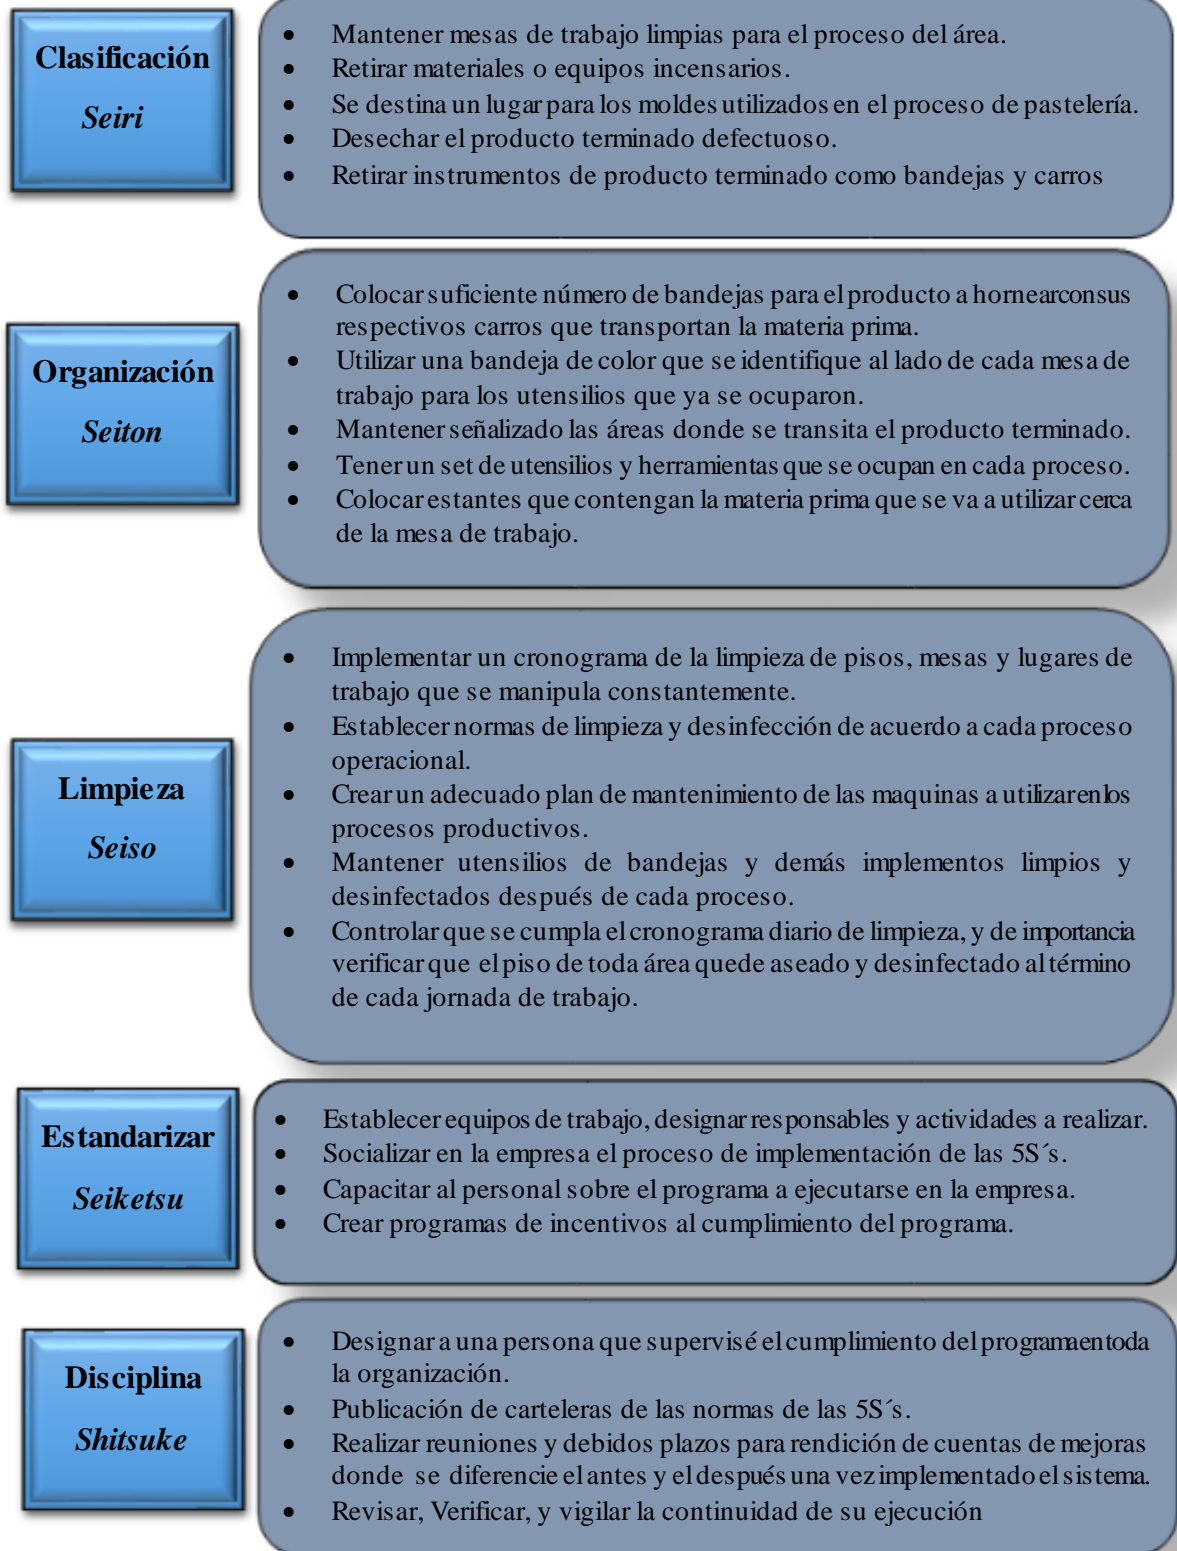 Clasificación
Seiri
• Mantener mesas de trabajo limpias para el proceso del área.
• Retirar materiales o equipos incensarios.
• Se destina un lugar para los moldes utilizados en el proceso de pastelería.
• Desechar el producto terminado defectuoso.
• Retirar instrumentos de producto terminado como bandejas y carros
Organización
Seiton
• Colocar suficiente número de bandejas para el producto a hornear con sus
respectivos carros que transportan la materia prima.
• Utilizar una bandeja de color que se identifique al lado de cada mesa de
trabajo para los utensilios que ya se ocuparon.
• Mantener señalizado las áreas donde se transita el producto terminado.
• Tener un set de utensilios y herramientas que se ocupan en cada proceso.
• Colocar estantes que contengan la materia prima que se va a utilizar cerca
de la mesa de trabajo.
Limpieza
Seiso
• Implementar un cronograma de la limpieza de pisos, mesas y lugares de
trabajo que se manipula constantemente.
• Establecer normas de limpieza y desinfección de acuerdo a cada proceso
operacional.
• Crear un adecuado plan de mantenimiento de las maquinas a utilizar en los
procesos productivos.
• Mantener utensilios de bandejas y demás implementos limpios y
desinfectados después de cada proceso.
• Controlar que se cumpla el cronograma diario de limpieza, y de importancia
verificar que el piso de toda área quede aseado y desinfectado al término
de cada jornada de trabajo.
Estandarizar
Seiketsu
• Establecer equipos de trabajo, designar responsables y actividades a realizar.
• Socializar en la empresa el proceso de implementación de las 5S´s.
• Capacitar al personal sobre el programa a ejecutarse en la empresa.
• Crear programas de incentivos al cumplimiento del programa.
Disciplina
Shitsuke
• Designar a una persona que supervisé el cumplimiento del programa en toda
la organización.
• Publicación de carteleras de las normas de las 5S´s.
• Realizar reuniones y debidos plazos para rendición de cuentas de mejoras
donde se diferencie el antes y el después una vez implementado el sistema.
• Revisar, Verificar, y vigilar la continuidad de su ejecución